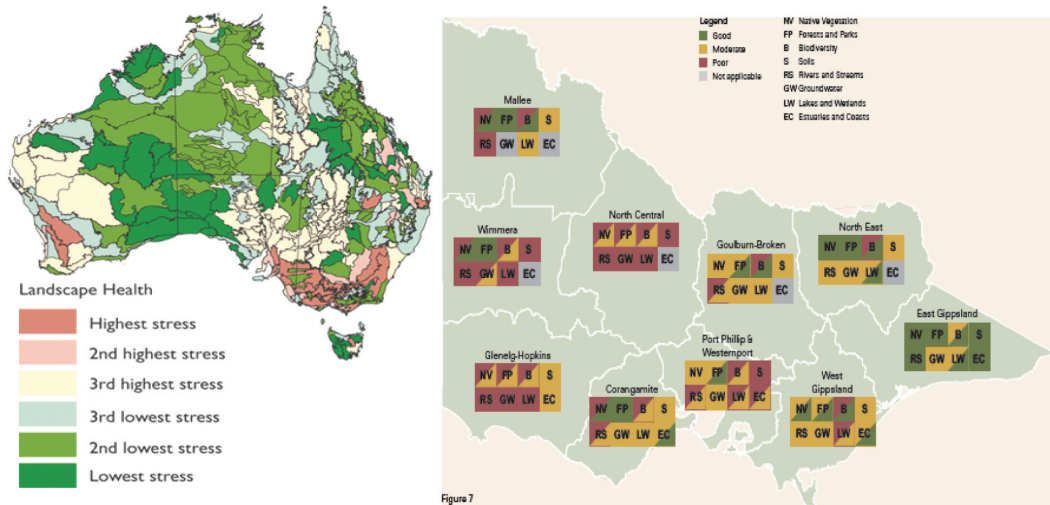 Landscape Health
Highest stress
2nd highest stress
3rd highest stress
3rd lowest stress
2nd lowest stress
Lowest stress
Legend
Good
Moderate
Poor
Not applicable
NV Native Vegetation
FP Forests and Parks
B Biodiversity
S Soils
RS Rivers and Streams
GW Groundwater
LW Lakes and Wetlands
EC Estuaries and Coasts
Mallee
NV FP B S
RS GW LW EC
Wimmera
NV FP B S
RS GW LW EC
North Central
NV FP B S
RS GW LW EC
Goulburn-Broken
NV FP B S
RS GW LW EC
North East
NV FP B S
RS GW LW EC
East Gippsland
NV FP B S
RS GW LW EC
Glenelg-Hopkins
NV FP B S
RS GW LW EC
Corangamite
NV FP B S
RS GW LW EC
Port Phillip &
Westernport
NV FP B S
RS GW LW EC
West
Gippsland
NV FP B S
RS GW LW EC
Figure 7